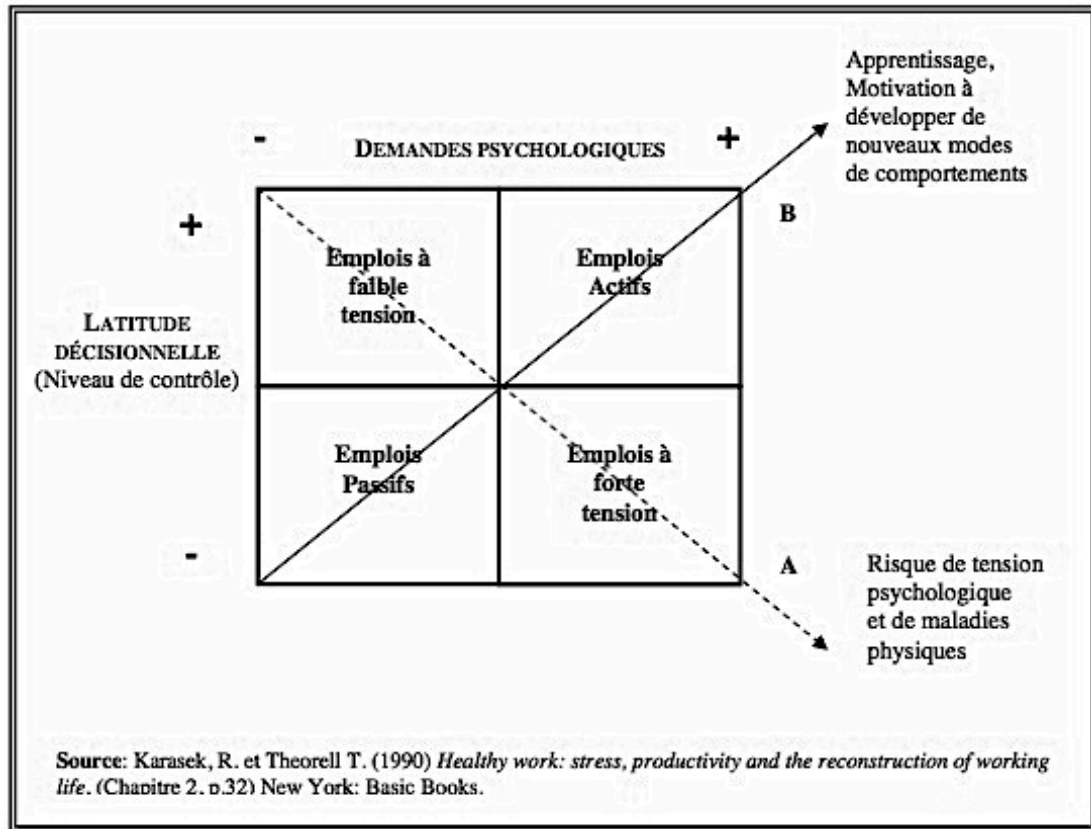 Apprentissage,
Motivation à
développer de
nouveaux modes
de comportements
- DEMANDES PSYCHOLOGIQUES +
B
+
Emplois à
faible
tension
Emplois
Actifs
LATITUDE
DÉCISIONNELLE
(Niveau de contrôle)
Emplois
Passifs
Emplois à
forte
tension
-
A
Risque de tension
psychologique
et de maladies
physiques
Source: Karasek, R. et Theorell T. (1990) Healthy work: stress, productivity and the reconstruction of working
life. (Chapitre 2, p.32) New York: Basic Books.